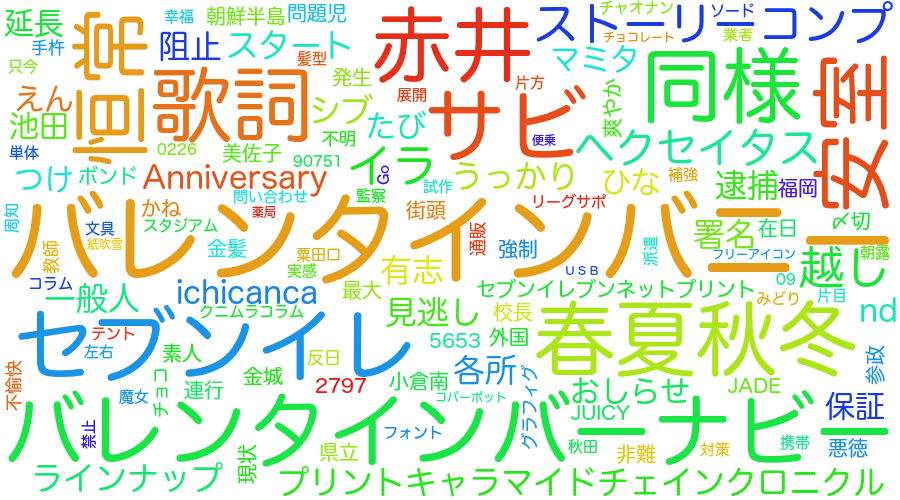 延長
幸福
朝鮮半島
問題児
手杵
阻止
スタート
赤井
ストーリーコンプ
チャオナン
ソード
チョコレート
業者
只今
髪型
マミタ
宣
恒
歌詞
発生
展開
サビ
片方
爽やか
同様
安室
えん
シブ
池田
たび
不明
便乗
ヘクセイタス
単体
0226
美佐子
90751
イラ
Go
つけ
ボンド
Anniversary
監察
試作
うっかり
ひな
補強
逮捕
福岡
問い合わせ
周知
バレンタインバー
かね
薬局
街頭
リーグサポ
スタジアム
文具
紙吹雪
教師
金髪
粟田口
通販
強制
派遣
署名
在日
〆切
フリーアイコン
越し
朝露
コラム
実感
有志
ＵＳＢ
09
一般人
ichicanca
最大
セブンイレブンネットプリント
みどり
片目
クニムラコラム
見逃し
校長
nd
セブンイレ
テント
5653
外国
春夏秋冬
左右
素人
反日
各所
参政
不愉快
チョコ
連行
金城
2797
小倉南
グラフィグ
おしらせ
JADE
魔女
コバーポット
JUICY
保証
バレンタインバーナビー
禁止
フォント
秋田
非難
対策
携帯
悪徳
現状
県立
ラインナップ
プリントキャラマイドチェインクロニクル